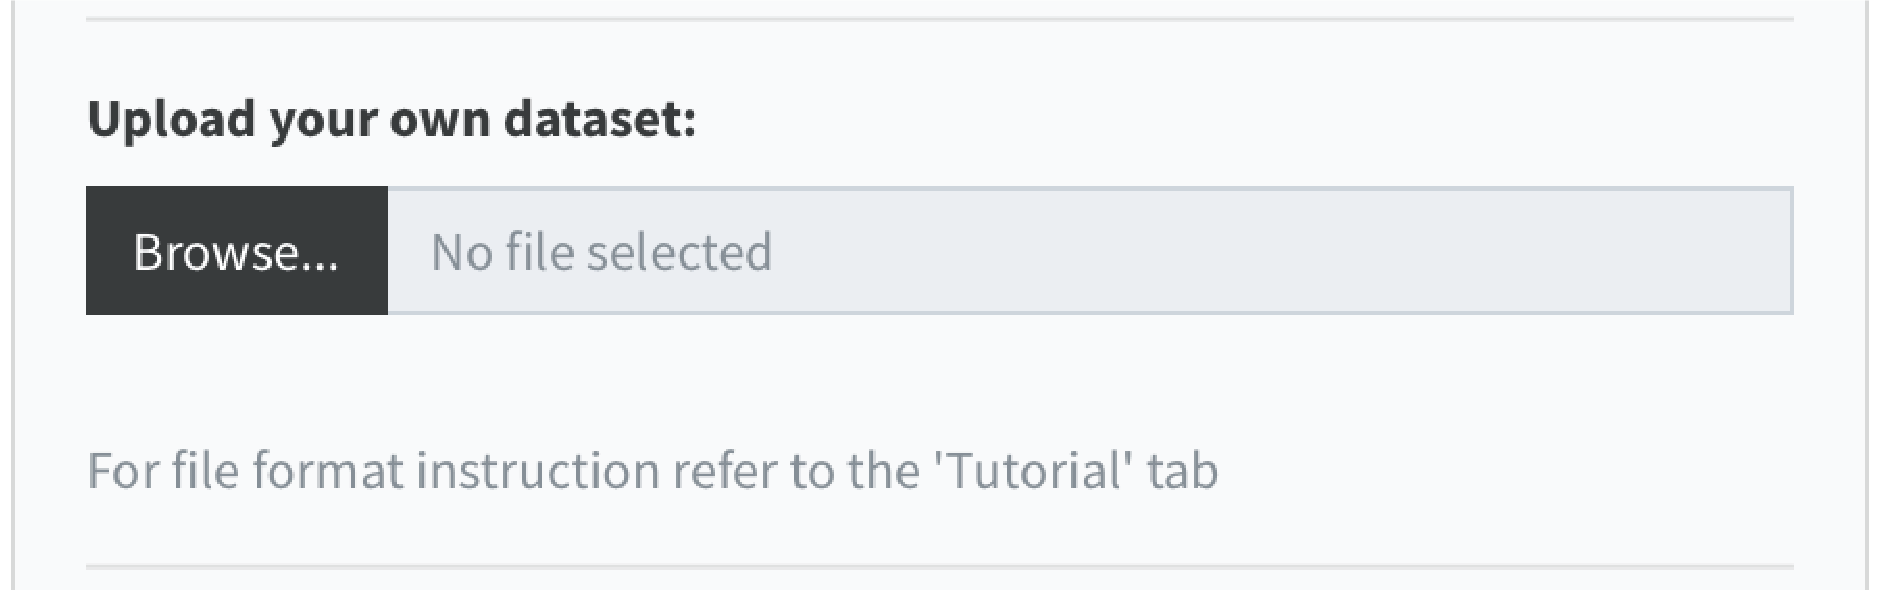 Upload your own dataset:
Browse... No file selected
For file format instruction refer to the 'Tutorial' tab